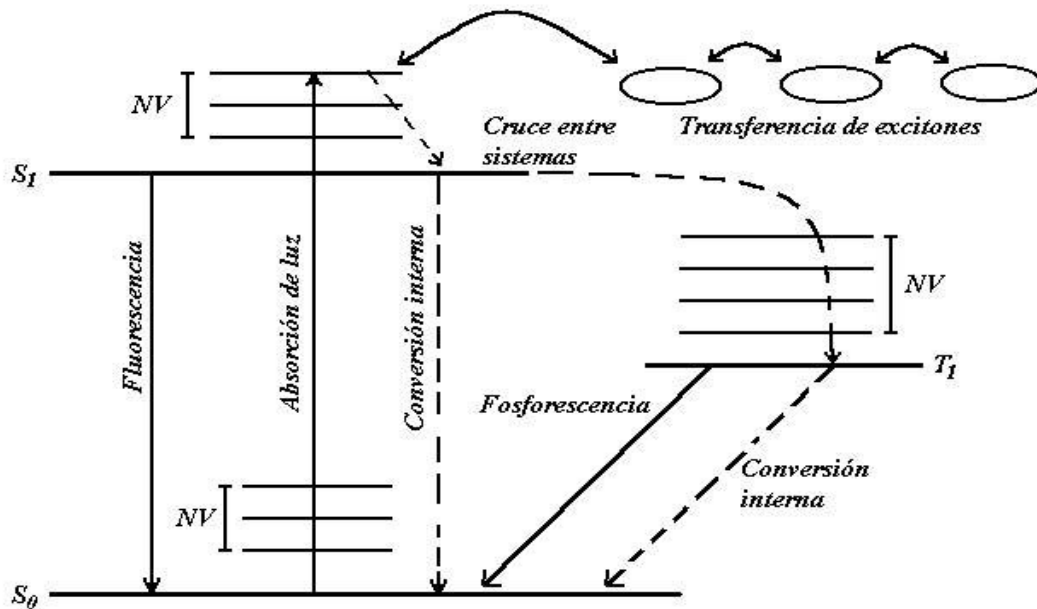 NV
Cruce entre
sistemas
Transferencia de excitones
S1
Fluorescencia
Absorción de luz
Conversión interna
NV
T1
Fosforescencia
Conversión
interna
NV
S0